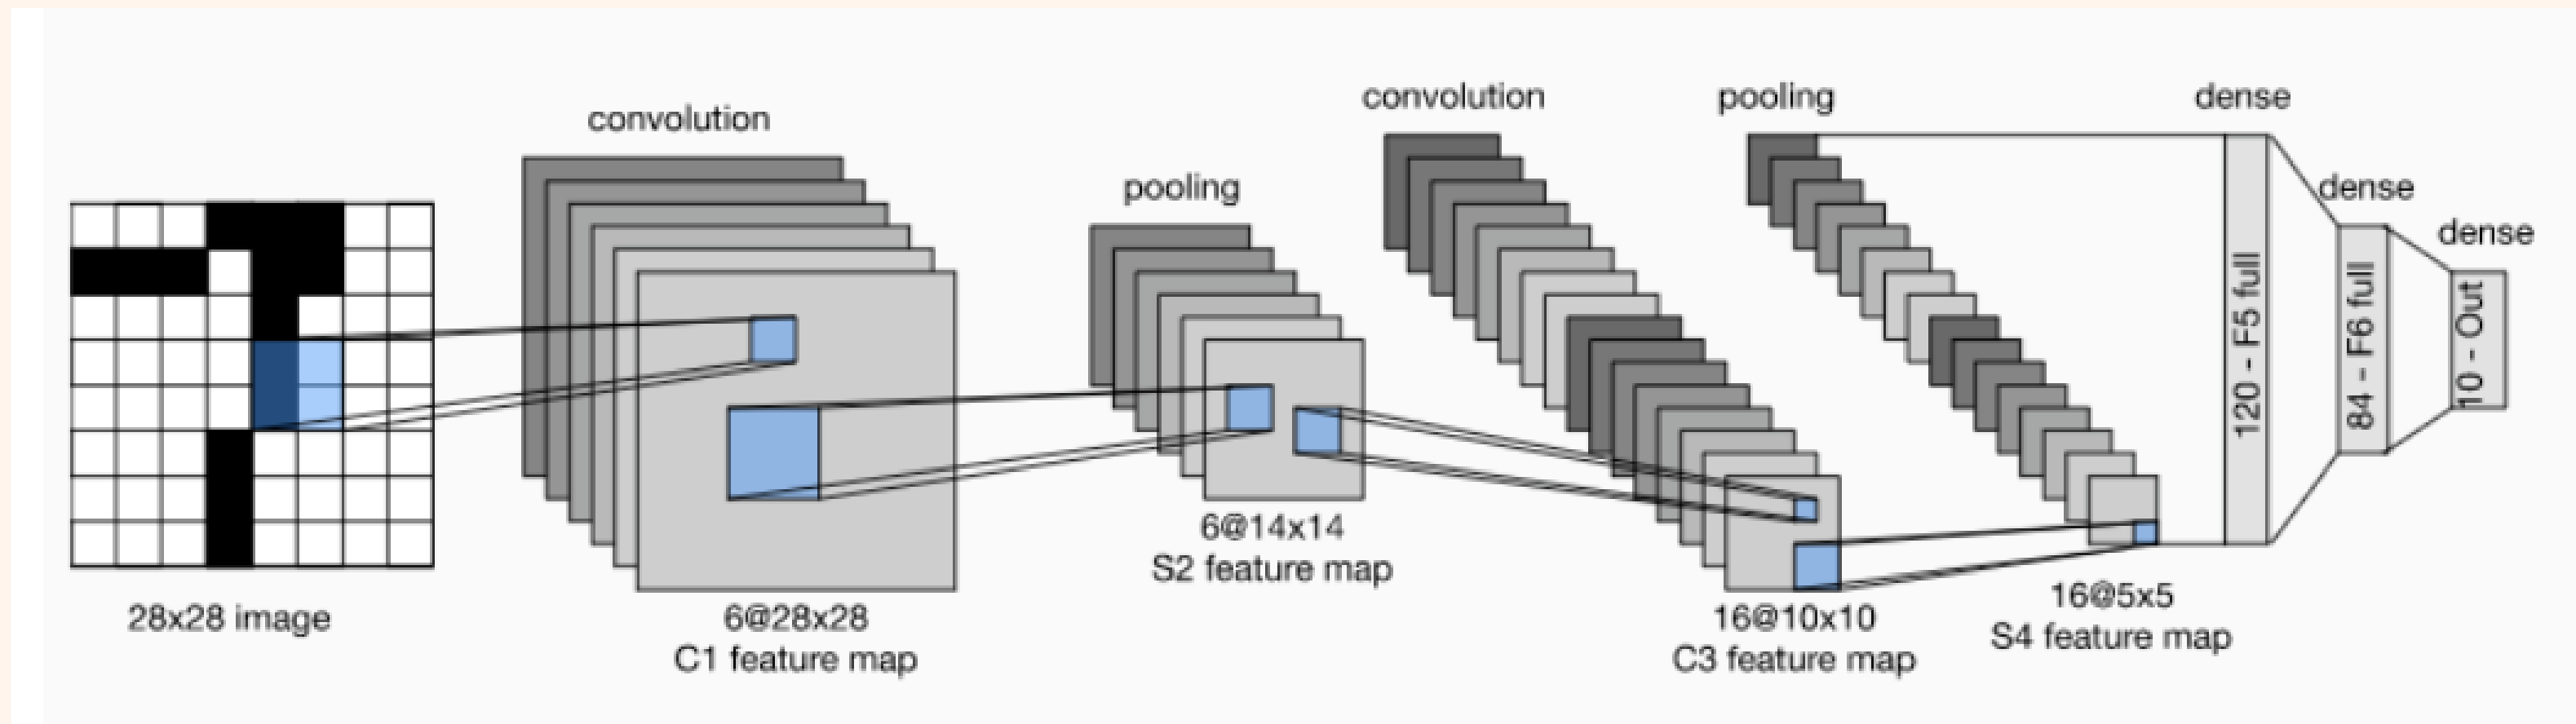 convolution
pooling
convolution
pooling
dense
dense
dense
28x28 image
6@28x28
C1 feature map
6@14x14
S2 feature map
16@10x10
C3 feature map
16@5x5
S4 feature map
120 - F5 full
84 - F6 full
10 - Out